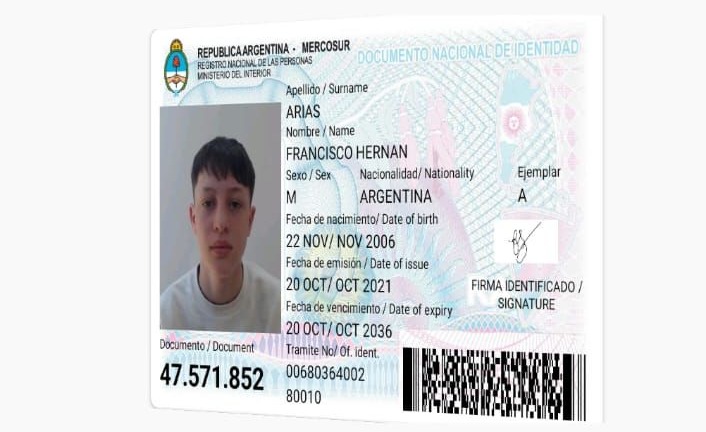 REPUBLICA ARGENTINA - MERCOSUR
REGISTRO NACIONAL DE LAS PERSONAS
MINISTERIO DEL INTERIOR
DOCUMENTO NACIONAL DE IDENTIDAD
Apellido / Surname
ARIAS
Nombre / Name
FRANCISCO HERNAN
Sexo / Sex Nacionalidad/ Nationality Ejemplar
M ARGENTINA A
Fecha de nacimiento/ Date of birth
22 NOV/ NOV 2006
Fecha de emisión / Date of issue
20 OCT/ OCT 2021
FIRMA IDENTIFICADO /
SIGNATURE
Fecha de vencimiento / Date of expiry
20 OCT/ OCT 2036
Documento / Document
47.571.852
Tramite No/ Of. ident.
00680364002
80010